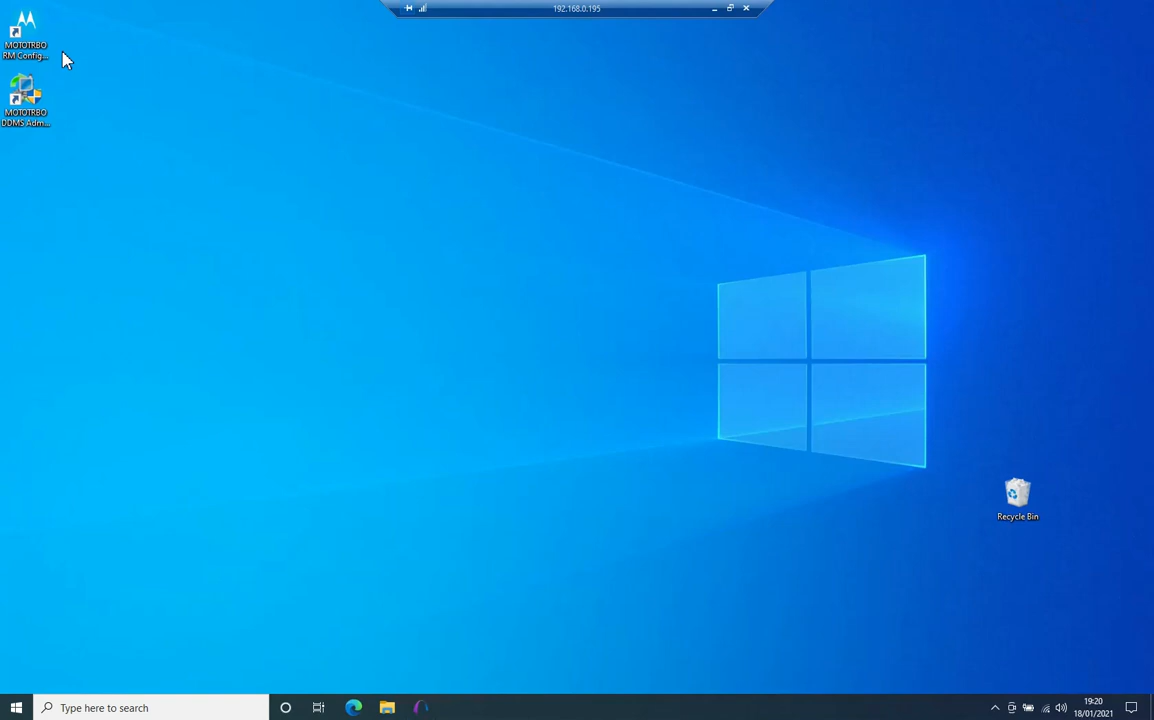 192.168.0.195
MOTOTRBO
RM Config...
MOTOTRBO
DDMS Adm...
Recycle Bin
Type here to search
19:20
18/01/2021